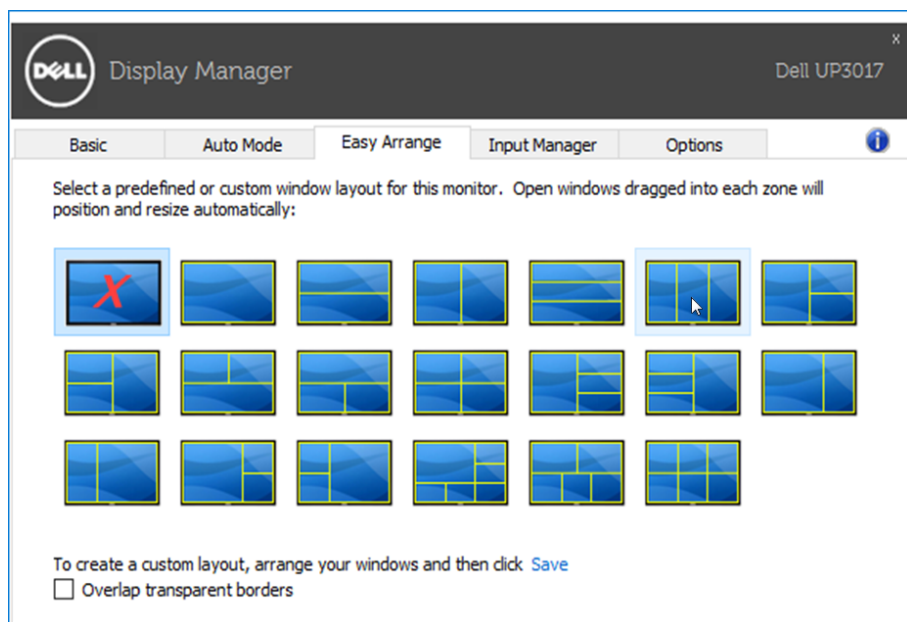 DELL
Display Manager
x
Dell UP3017
Basic
Auto Mode
Easy Arrange
Input Manager
Options
i
Select a predefined or custom window layout for this monitor. Open windows dragged into each zone will
position and resize automatically:
X
To create a custom layout, arrange your windows and then click Save
Overlap transparent borders